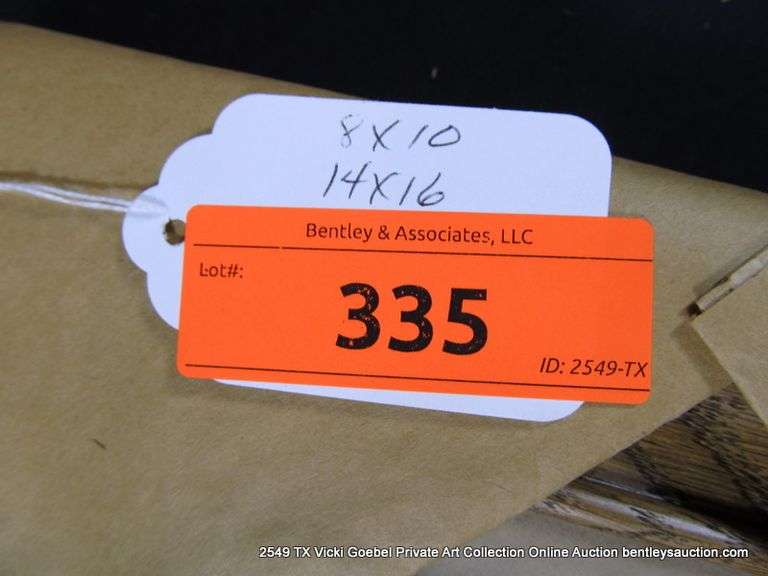 8X10
14X16
Bentley & Associates, LLC
Lot#:
335
ID: 2549-TX
2549 TX Vicki Goebel Private Art Collection Online Auction bentleysauction.com